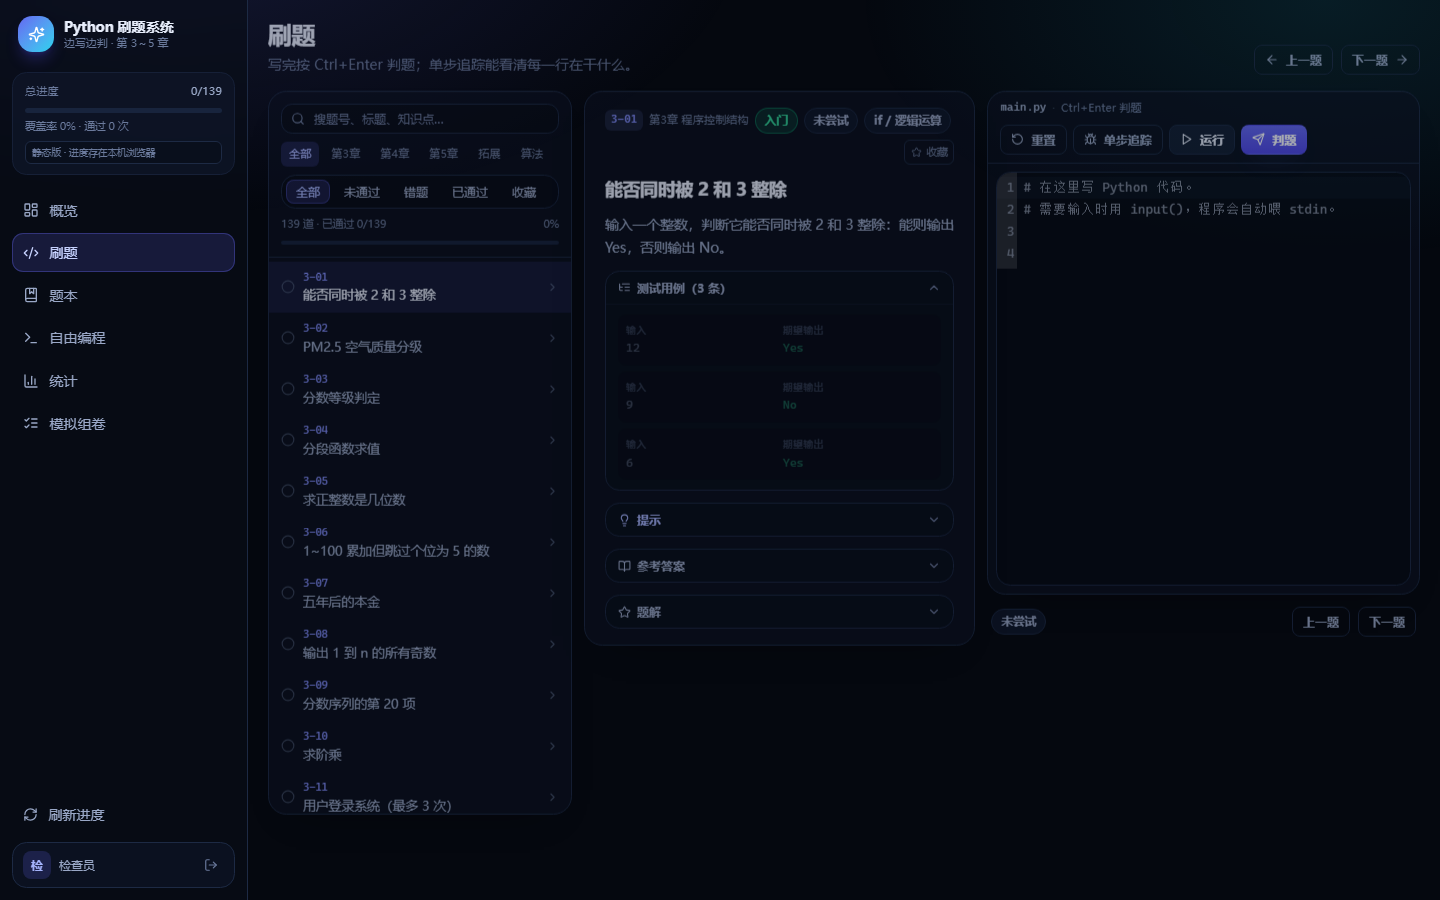 Python 刷题系统
边写边判 · 第 3 ~ 5 章
总进度 0/139
覆盖率 0% · 通过 0 次
静态版 · 进度存在本机浏览器
概览
刷题
题本
自由编程
统计
模拟组卷
刷新进度
检 检查员
刷题
写完按 Ctrl+Enter 判题；单步追踪能看清每一行在干什么。
上一题 下一题
搜题号、标题、知识点...
全部 第3章 第4章 第5章 拓展 算法
全部 未通过 错题 已通过 收藏
139 道 · 已通过 0/139 0%
3-01
能否同时被 2 和 3 整除
3-02
PM2.5 空气质量分级
3-03
分数等级判定
3-04
分段函数求值
3-05
求正整数是几位数
3-06
1~100 累加但跳过个位为 5 的数
3-07
五年后的本金
3-08
输出 1 到 n 的所有奇数
3-09
分数序列的第 20 项
3-10
求阶乘
3-11
用户登录系统（最多 3 次）
3-01 第3章 程序控制结构 入门 未尝试 if / 逻辑运算
收藏
能否同时被 2 和 3 整除
输入一个整数，判断它能否同时被 2 和 3 整除：能则输出
Yes，否则输出 No。
测试用例（3 条）
输入 期望输出
12 Yes
输入 期望输出
9 No
输入 期望输出
6 Yes
提示
参考答案
题解
main.py · Ctrl+Enter 判题
重置 单步追踪 运行 判题
1 # 在这里写 Python 代码。
2 # 需要输入时用 input()，程序会自动喂 stdin。
3
4
未尝试 上一题 下一题